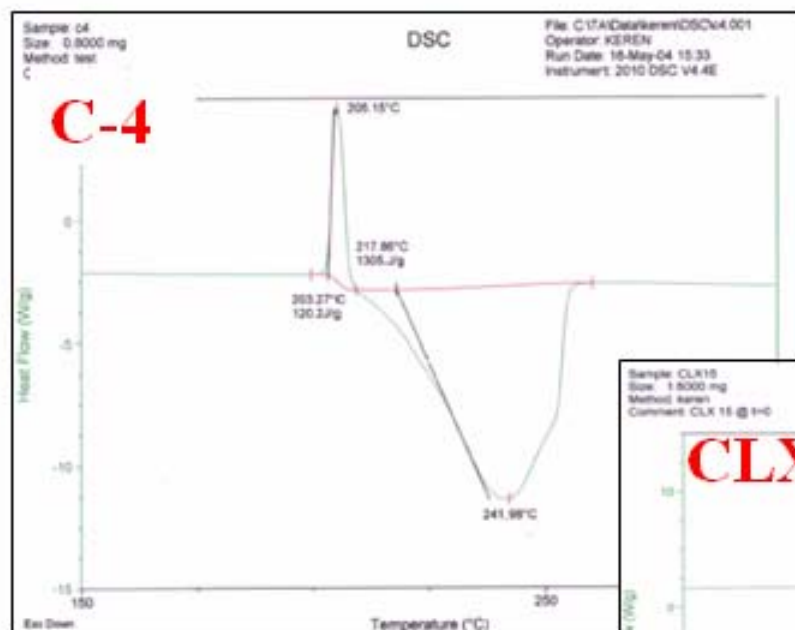 Sample: c4
Size: 0.8000 mg
Method: test
DSC
File: C:\TA\Data\keren\DSC\c4.001
Operator: KEREN
Run Date: 16-May-04 15:33
Instrument: 2010 DSC V4.4E
C-4
205.15°C
217.86°C
1305J/g
203.27°C
120.2J/g
241.98°C
Heat Flow (W/g)
0
-5
-10
-15
150
250
Temperature (°C)
Exo Down
Sample: CLX15
Size: 1.6000 mg
Method: keren
Comment: CLX 15 @ t=0
CLX
10